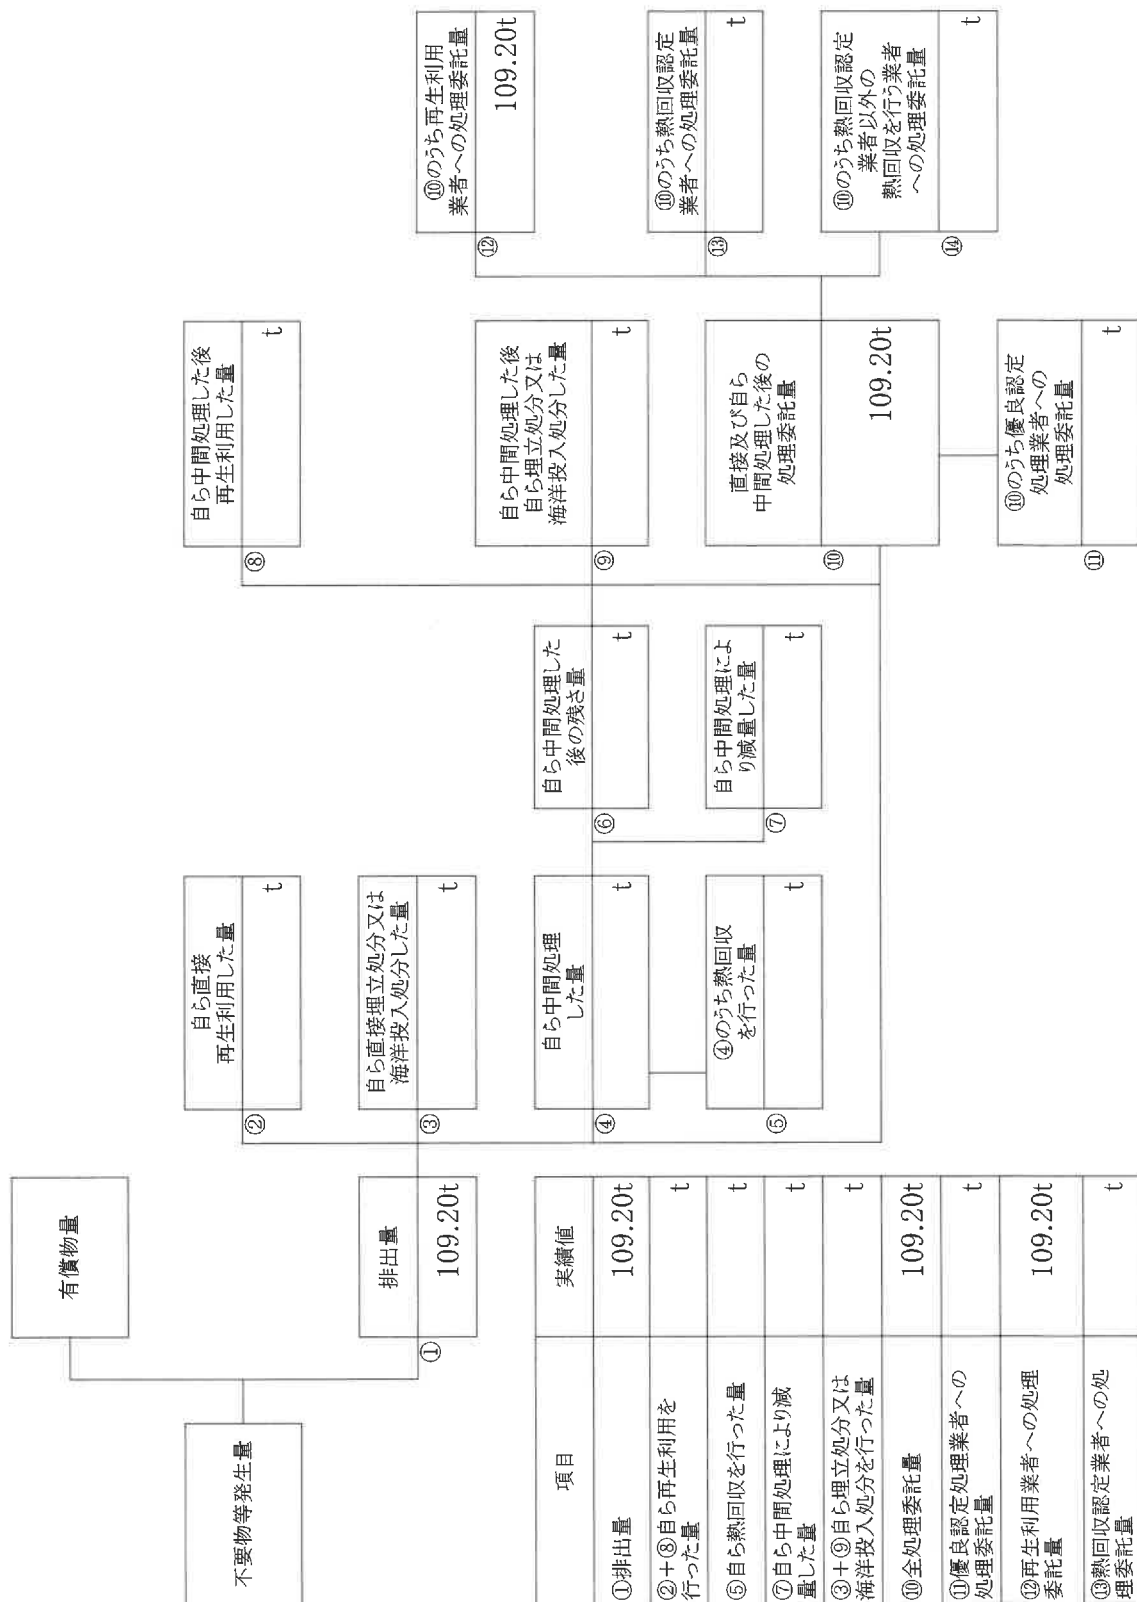 不要物等発生量
有償物量
排出量
①
109.20t
自ら直接
再生利用した量
②
t
自ら直接埋立処分又は
海洋投入処分した量
③
t
自ら中間処理
した量
④
t
④のうち熱回収
を行った量
⑤
t
自ら中間処理した
後の残さ量
⑥
t
自ら中間処理によ
り減量した量
⑦
t
自ら中間処理した後
再生利用した量
⑧
t
自ら中間処理した後
自ら埋立処分又は
海洋投入処分した量
⑨
t
直接及び自ら
中間処理した後の
処理委託量
⑩
109.20t
⑩のうち優良認定
処理業者への
処理委託量
⑪
t
⑩のうち再生利用
業者への処理委託量
⑫
109.20t
⑩のうち熱回収認定
業者への処理委託量
⑬
t
⑩のうち熱回収認定
業者以外の
熱回収を行う業者
への処理委託量
⑭
t
項目 実績値
①排出量 109.20t
②+⑧自ら再生利用を
行った量 t
⑤自ら熱回収を行った量 t
⑦自ら中間処理により減
量した量 t
③+⑨自ら埋立処分又は
海洋投入処分を行った量 t
⑩全処理委託量 109.20t
⑪優良認定処理業者への
処理委託量 t
⑫再生利用業者への処理
委託量 109.20t
⑬熱回収認定業者への処
理委託量 t